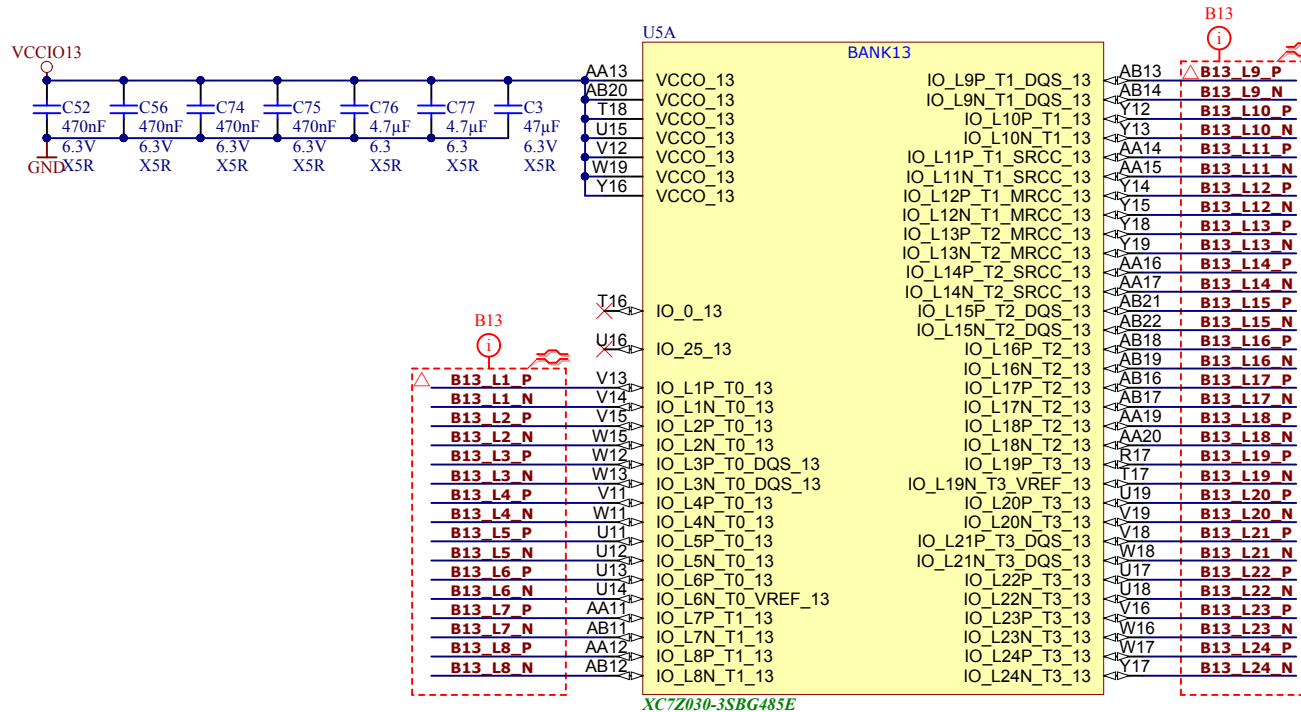 U5A
BANK13
XC7Z030-3SBG485E
VCCIO13
GND
C52
470nF
6.3V
X5R
C56
470nF
6.3V
X5R
C74
470nF
6.3V
X5R
C75
470nF
6.3V
X5R
C76
4.7µF
6.3
X5R
C77
4.7µF
6.3
X5R
C3
47µF
6.3V
X5R
AA13 VCCO_13
AB20 VCCO_13
T18 VCCO_13
U15 VCCO_13
V12 VCCO_13
W19 VCCO_13
Y16 VCCO_13
T16 IO_0_13
U16 IO_25_13
B13
i
B13_L1_P V13 IO_L1P_T0_13
B13_L1_N V14 IO_L1N_T0_13
B13_L2_P V15 IO_L2P_T0_13
B13_L2_N W15 IO_L2N_T0_13
B13_L3_P W12 IO_L3P_T0_DQS_13
B13_L3_N W13 IO_L3N_T0_DQS_13
B13_L4_P V11 IO_L4P_T0_13
B13_L4_N W11 IO_L4N_T0_13
B13_L5_P U11 IO_L5P_T0_13
B13_L5_N U12 IO_L5N_T0_13
B13_L6_P U13 IO_L6P_T0_13
B13_L6_N U14 IO_L6N_T0_VREF_13
B13_L7_P AA11 IO_L7P_T1_13
B13_L7_N AB11 IO_L7N_T1_13
B13_L8_P AA12 IO_L8P_T1_13
B13_L8_N AB12 IO_L8N_T1_13
B13
i
IO_L9P_T1_DQS_13 AB13 B13_L9_P
IO_L9N_T1_DQS_13 AB14 B13_L9_N
IO_L10P_T1_13 Y12 B13_L10_P
IO_L10N_T1_13 Y13 B13_L10_N
IO_L11P_T1_SRCC_13 AA14 B13_L11_P
IO_L11N_T1_SRCC_13 AA15 B13_L11_N
IO_L12P_T1_MRCC_13 Y14 B13_L12_P
IO_L12N_T1_MRCC_13 Y15 B13_L12_N
IO_L13P_T2_MRCC_13 Y18 B13_L13_P
IO_L13N_T2_MRCC_13 Y19 B13_L13_N
IO_L14P_T2_SRCC_13 AA16 B13_L14_P
IO_L14N_T2_SRCC_13 AA17 B13_L14_N
IO_L15P_T2_DQS_13 AB21 B13_L15_P
IO_L15N_T2_DQS_13 AB22 B13_L15_N
IO_L16P_T2_13 AB18 B13_L16_P
IO_L16N_T2_13 AB19 B13_L16_N
IO_L17P_T2_13 AB16 B13_L17_P
IO_L17N_T2_13 AB17 B13_L17_N
IO_L18P_T2_13 AA19 B13_L18_P
IO_L18N_T2_13 AA20 B13_L18_N
IO_L19P_T3_13 R17 B13_L19_P
IO_L19N_T3_VREF_13 T17 B13_L19_N
IO_L20P_T3_13 U19 B13_L20_P
IO_L20N_T3_13 V19 B13_L20_N
IO_L21P_T3_DQS_13 V18 B13_L21_P
IO_L21N_T3_DQS_13 W18 B13_L21_N
IO_L22P_T3_13 U17 B13_L22_P
IO_L22N_T3_13 U18 B13_L22_N
IO_L23P_T3_13 V16 B13_L23_P
IO_L23N_T3_13 W16 B13_L23_N
IO_L24P_T3_13 W17 B13_L24_P
IO_L24N_T3_13 Y17 B13_L24_N